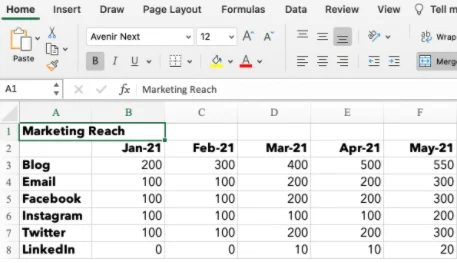 Home Insert Draw Page Layout Formulas Data Review View Tell m
Avenir Next 12 A A ab Wrap
Paste B I U A Merg
A1 fx Marketing Reach
A B C D E F
1 Marketing Reach
2 Jan-21 Feb-21 Mar-21 Apr-21 May-21
3 Blog 200 300 400 500 550
4 Email 100 100 200 200 300
5 Facebook 100 100 200 200 300
6 Instagram 100 100 100 100 200
7 Twitter 100 100 200 200 300
8 LinkedIn 0 0 10 10 20